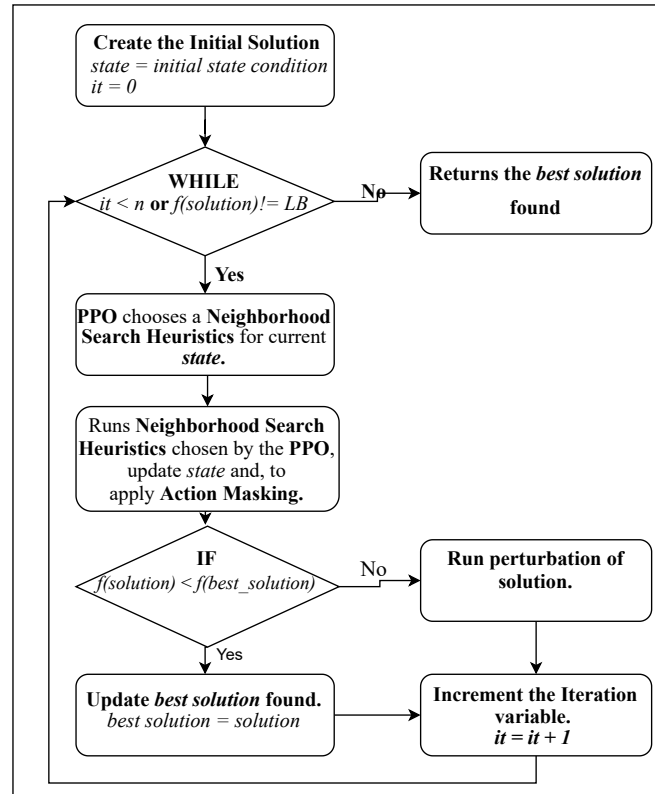 Create the Initial Solution
state = initial state condition
it = 0
WHILE
it < n or f(solution)!= LB
No
Returns the best solution
found
Yes
PPO chooses a Neighborhood
Search Heuristics for current
state.
Runs Neighborhood Search
Heuristics chosen by the PPO,
update state and, to
apply Action Masking.
IF
f(solution) < f(best_solution)
No
Run perturbation of
solution.
Yes
Update best solution found.
best solution = solution
Increment the Iteration
variable.
it = it + 1